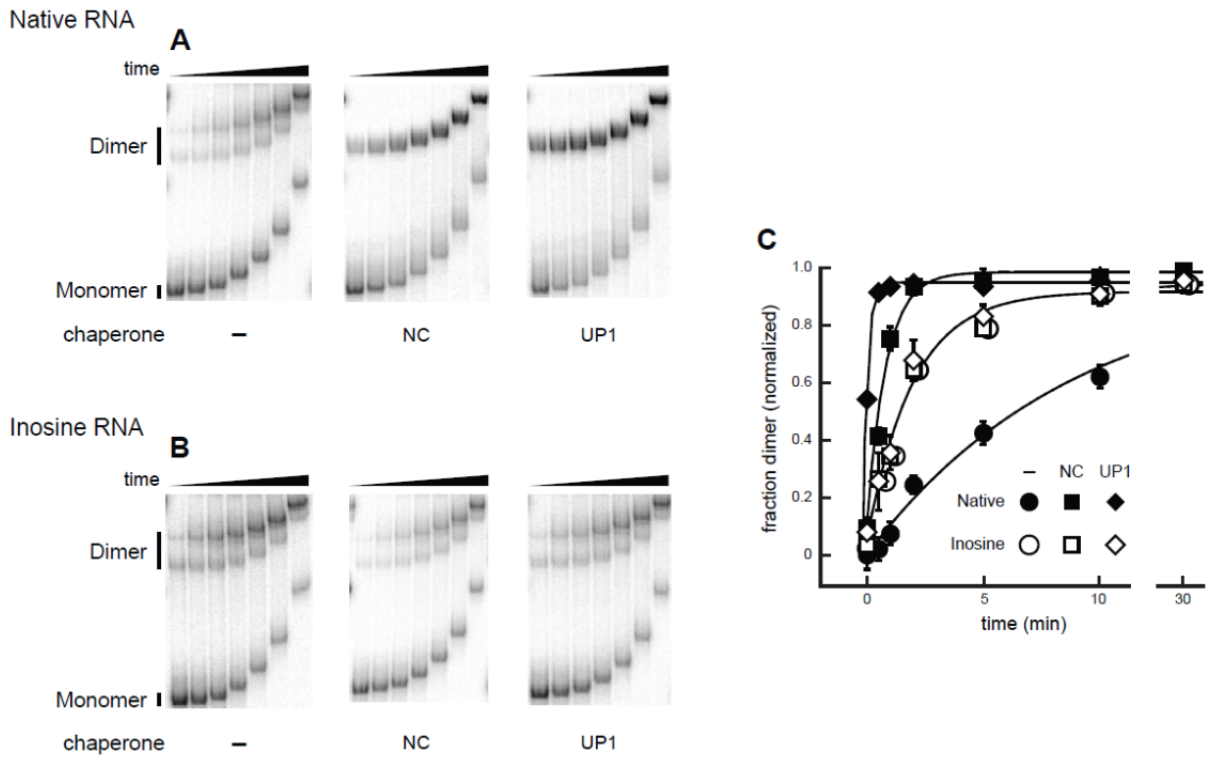 Native RNA
A
time
Dimer
Monomer
chaperone – NC UP1
Inosine RNA
B
time
Dimer
Monomer
chaperone – NC UP1
C
fraction dimer (normalized)
1.0
0.8
0.6
0.4
0.2
0
– NC UP1
Native
Inosine
0 5 10 30
time (min)